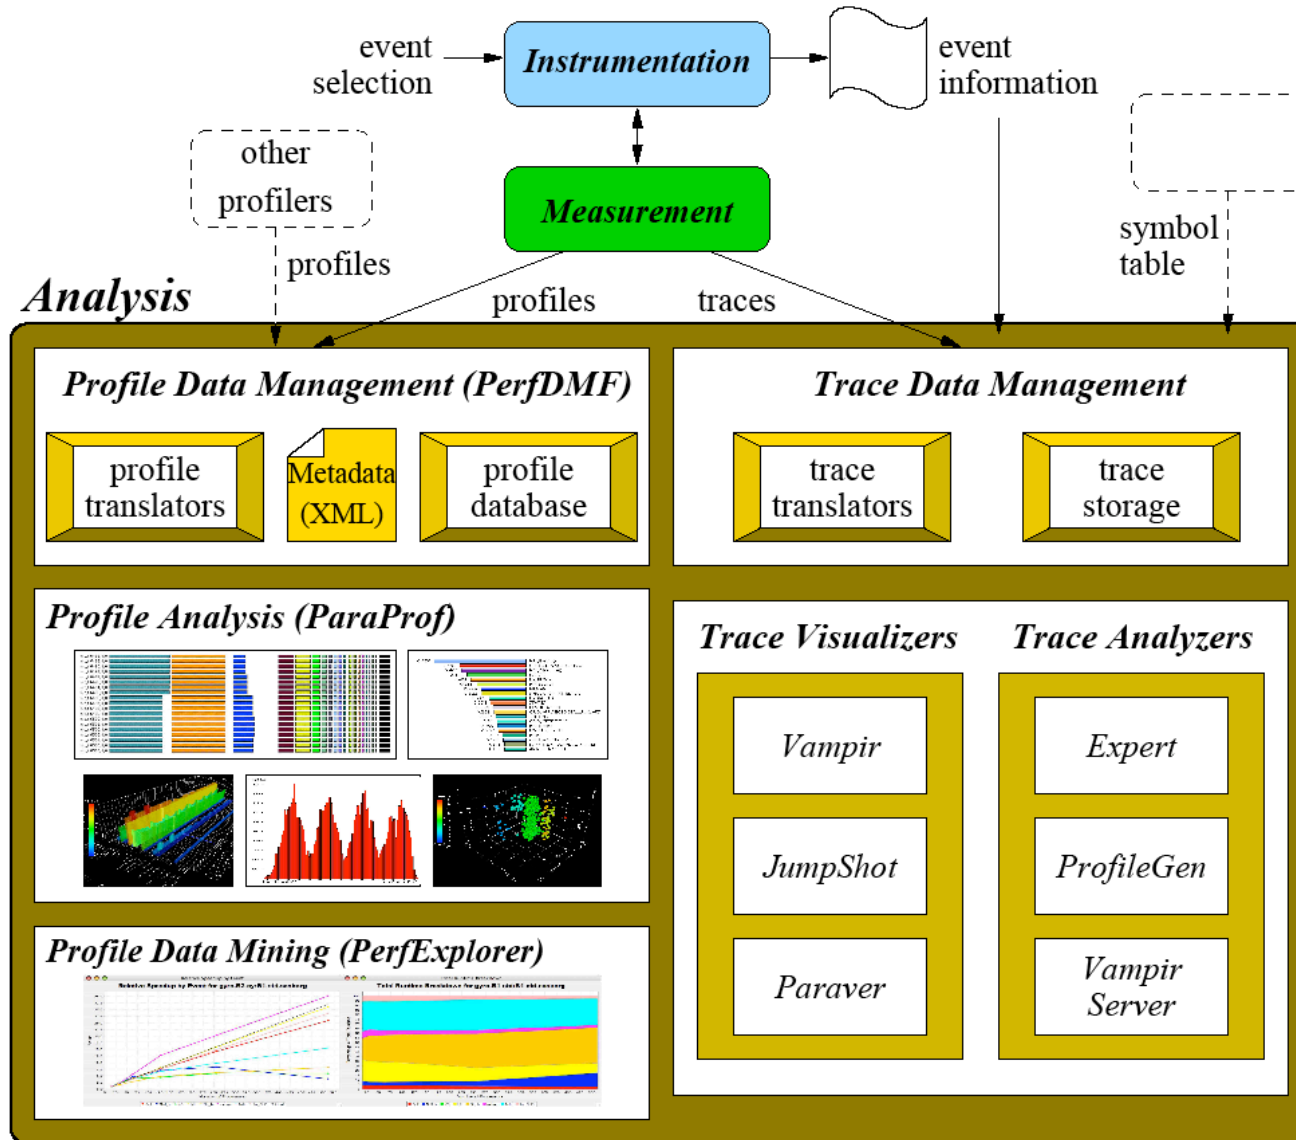 event
selection
Instrumentation
event
information
other
profilers
Measurement
profiles
symbol
table
Analysis
profiles
traces
Profile Data Management (PerfDMF)
profile
translators
Metadata
(XML)
profile
database
Trace Data Management
trace
translators
trace
storage
Profile Analysis (ParaProf)
Trace Visualizers
Vampir
JumpShot
Paraver
Trace Analyzers
Expert
ProfileGen
Vampir
Server
Profile Data Mining (PerfExplorer)